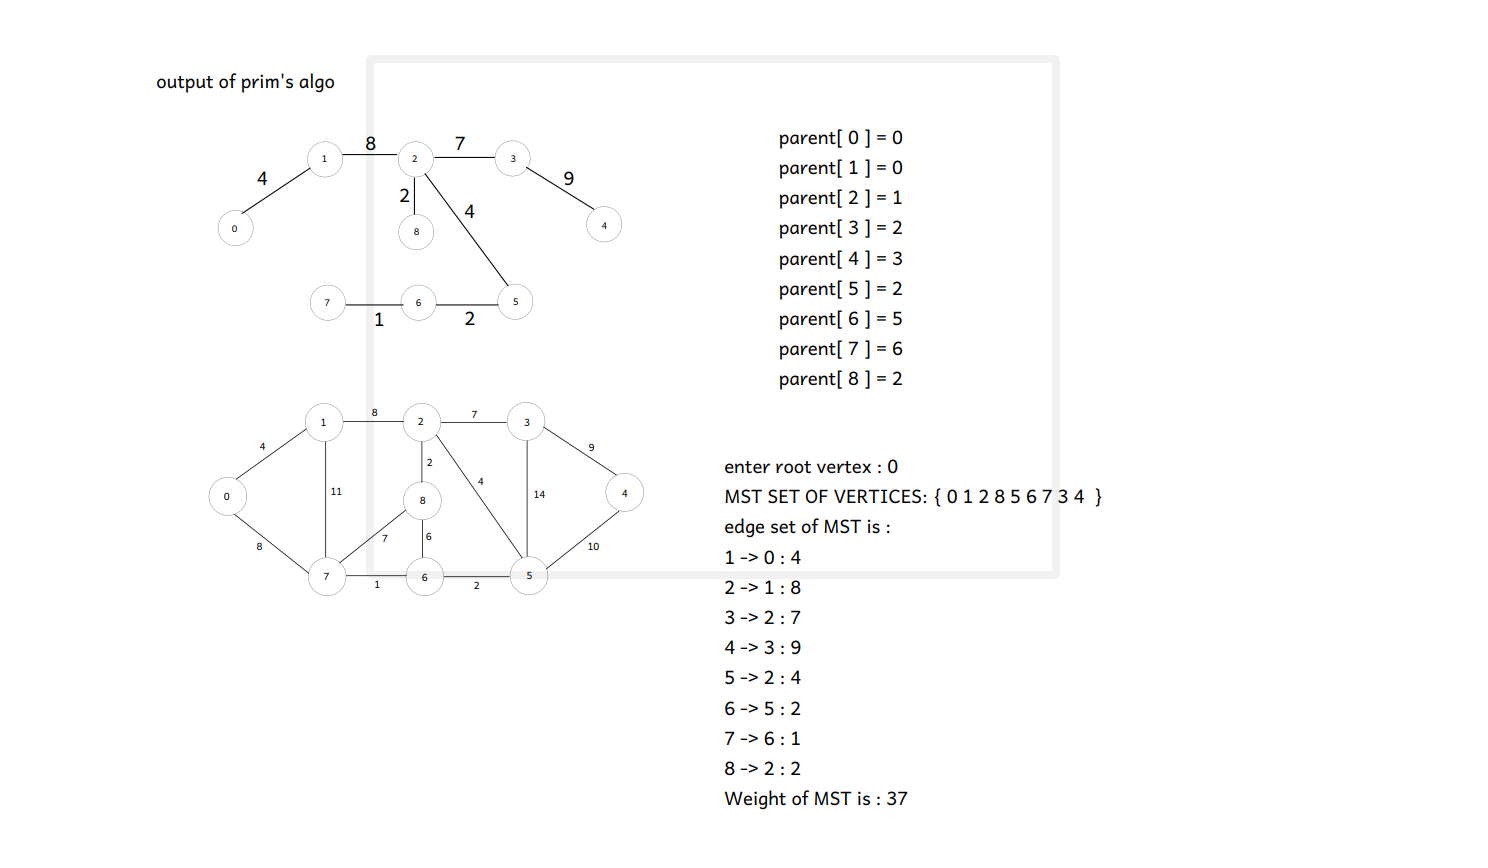 output of prim's algo
8 7
1 2 3
4 2 9
4
0 8 4
7 6 5
1 2
parent[ 0 ] = 0
parent[ 1 ] = 0
parent[ 2 ] = 1
parent[ 3 ] = 2
parent[ 4 ] = 3
parent[ 5 ] = 2
parent[ 6 ] = 5
parent[ 7 ] = 6
parent[ 8 ] = 2
8 7
1 2 3
4 2 9
11 4 14
0 8 4
8 7 6 10
7 6 5
1 2
enter root vertex : 0
MST SET OF VERTICES: { 0 1 2 8 5 6 7 3 4 }
edge set of MST is :
1 -> 0 : 4
2 -> 1 : 8
3 -> 2 : 7
4 -> 3 : 9
5 -> 2 : 4
6 -> 5 : 2
7 -> 6 : 1
8 -> 2 : 2
Weight of MST is : 37